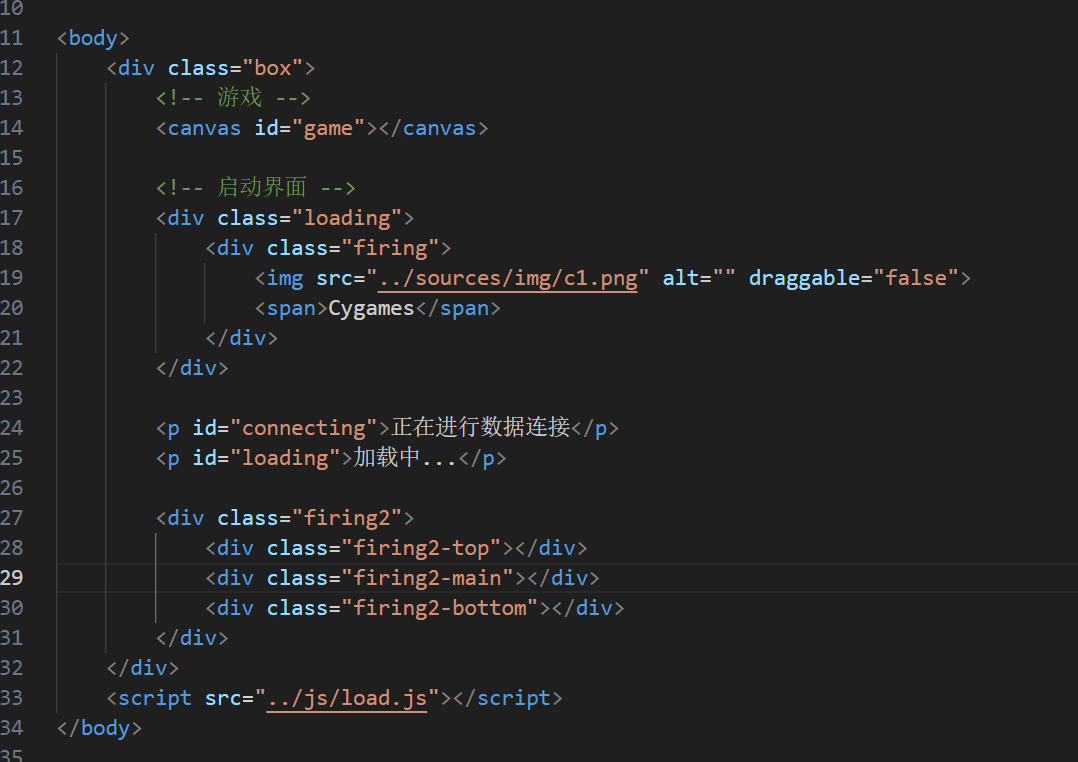 10
11 <body>
12 <div class="box">
13 <!-- 游戏 -->
14 <canvas id="game"></canvas>
15
16 <!-- 启动界面 -->
17 <div class="loading">
18 <div class="firing">
19 <img src="../sources/img/c1.png" alt="" draggable="false">
20 <span>Cygames</span>
21 </div>
22 </div>
23
24 <p id="connecting">正在进行数据连接</p>
25 <p id="loading">加载中...</p>
26
27 <div class="firing2">
28 <div class="firing2-top"></div>
29 <div class="firing2-main"></div>
30 <div class="firing2-bottom"></div>
31 </div>
32 </div>
33 <script src="../js/load.js"></script>
34 </body>
35